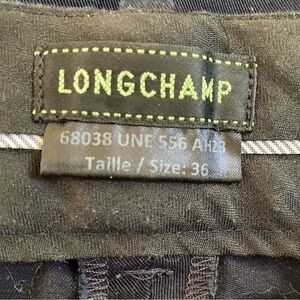 LONGCHAMP
68038 UNE 556 AH23
Taille / Size: 36